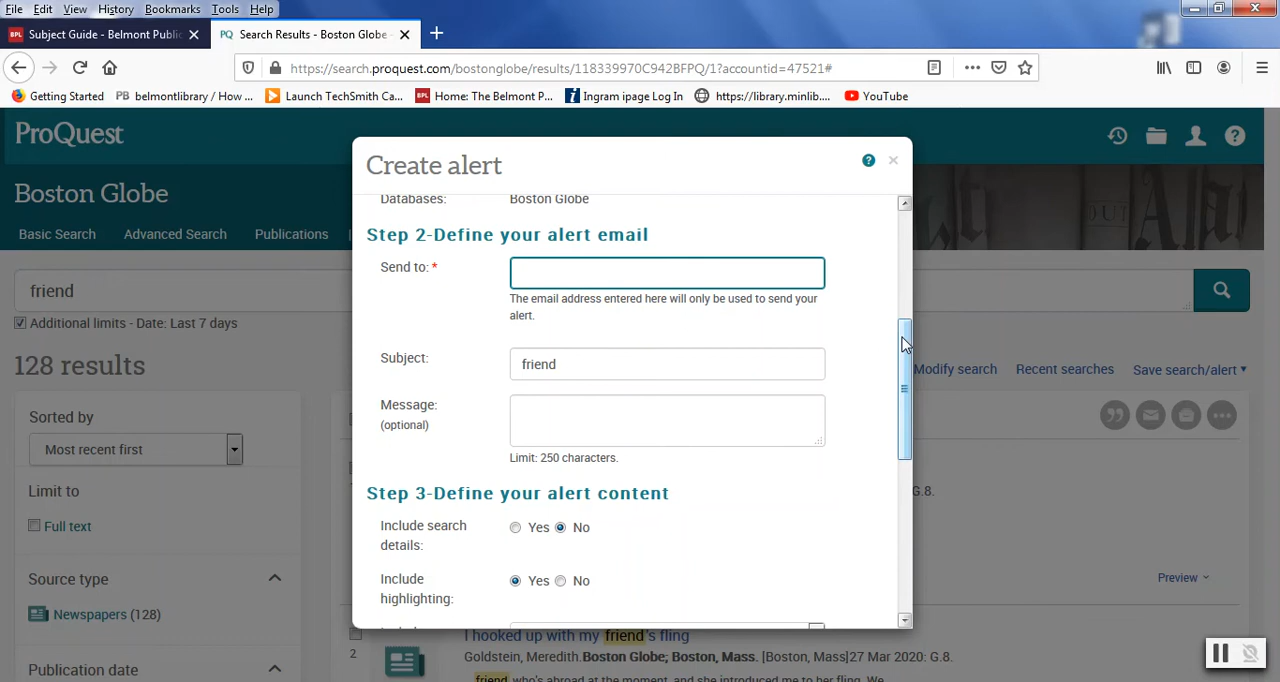 File Edit View History Bookmarks Tools Help
BPL Subject Guide - Belmont Public
PQ Search Results - Boston Globe -
https://search.proquest.com/bostonglobe/results/118339970C942BFPQ/1?accountid=47521#
Getting Started PB belmontlibrary / How ... Launch TechSmith Ca... BPL Home: The Belmont P... Ingram ipage Log In https://library.minlib.... YouTube
ProQuest
Boston Globe
Basic Search Advanced Search Publications
friend
Additional limits - Date: Last 7 days
128 results
Modify search Recent searches Save search/alert
Sorted by
Most recent first
Limit to
Full text
G.8.
Source type
Newspapers (128)
Preview
Publication date
Create alert
Databases: Boston Globe
Step 2-Define your alert email
Send to: *
The email address entered here will only be used to send your
alert.
Subject: friend
Message:
(optional)
Limit: 250 characters.
Step 3-Define your alert content
Include search
details:
Yes No
Include
highlighting:
Yes No
2
I hooked up with my friend's fling
Goldstein, Meredith. Boston Globe; Boston, Mass. [Boston, Mass]27 Mar 2020: G.8.
friend who's abroad at the moment, and she introduced me to her fling. We